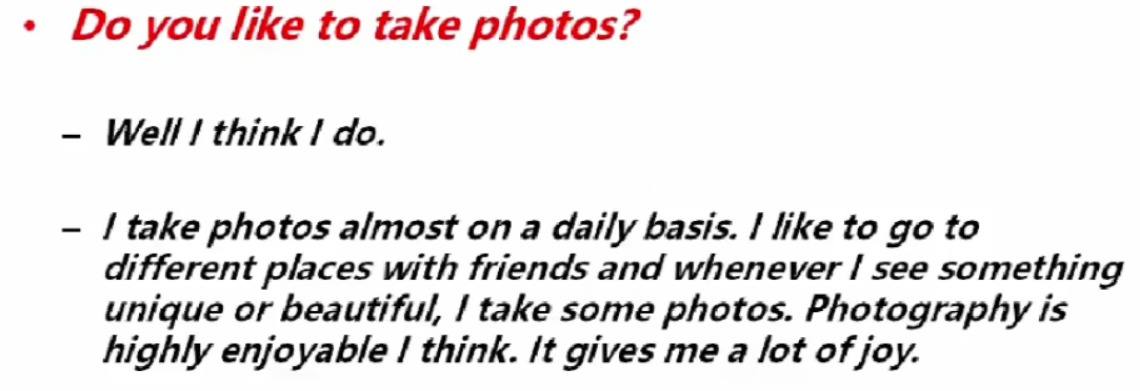 • Do you like to take photos?
– Well I think I do.
– I take photos almost on a daily basis. I like to go to
different places with friends and whenever I see something
unique or beautiful, I take some photos. Photography is
highly enjoyable I think. It gives me a lot of joy.